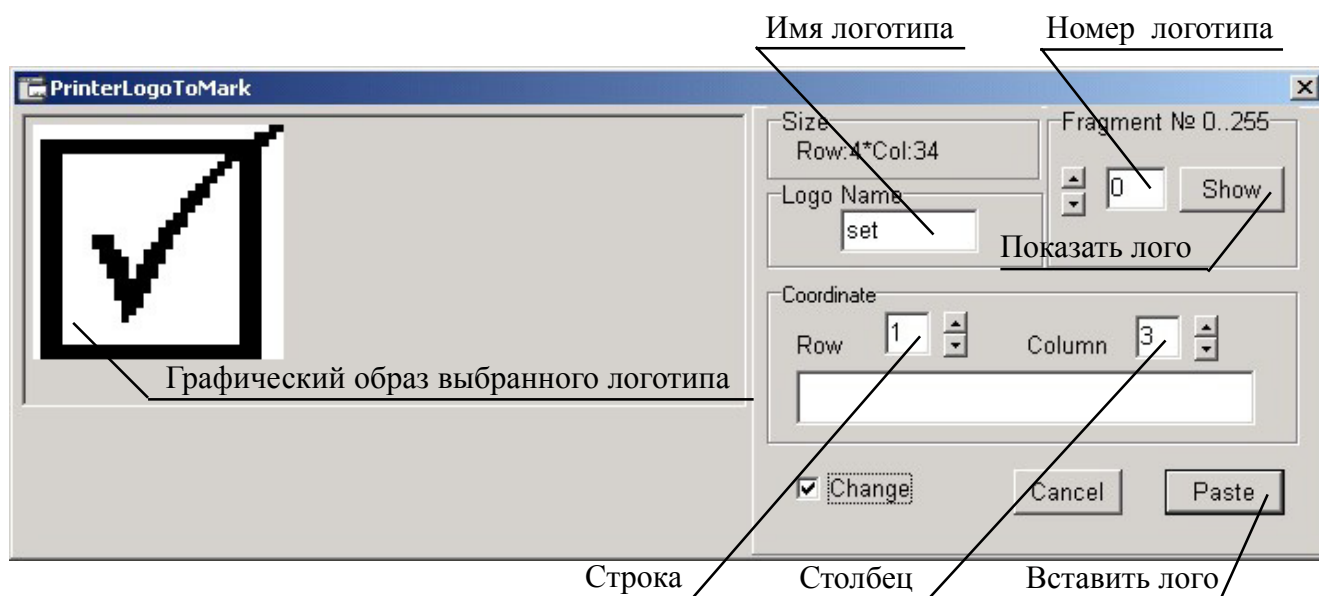 Имя логотипа
Номер логотипа
PrinterLogoToMark
Size
Row:4*Col:34
Fragment № 0..255
0
Show
Logo Name
set
Показать лого
Coordinate
Row 1 Column 3
Графический образ выбранного логотипа
Change
Cancel
Paste
Строка
Столбец
Вставить лого